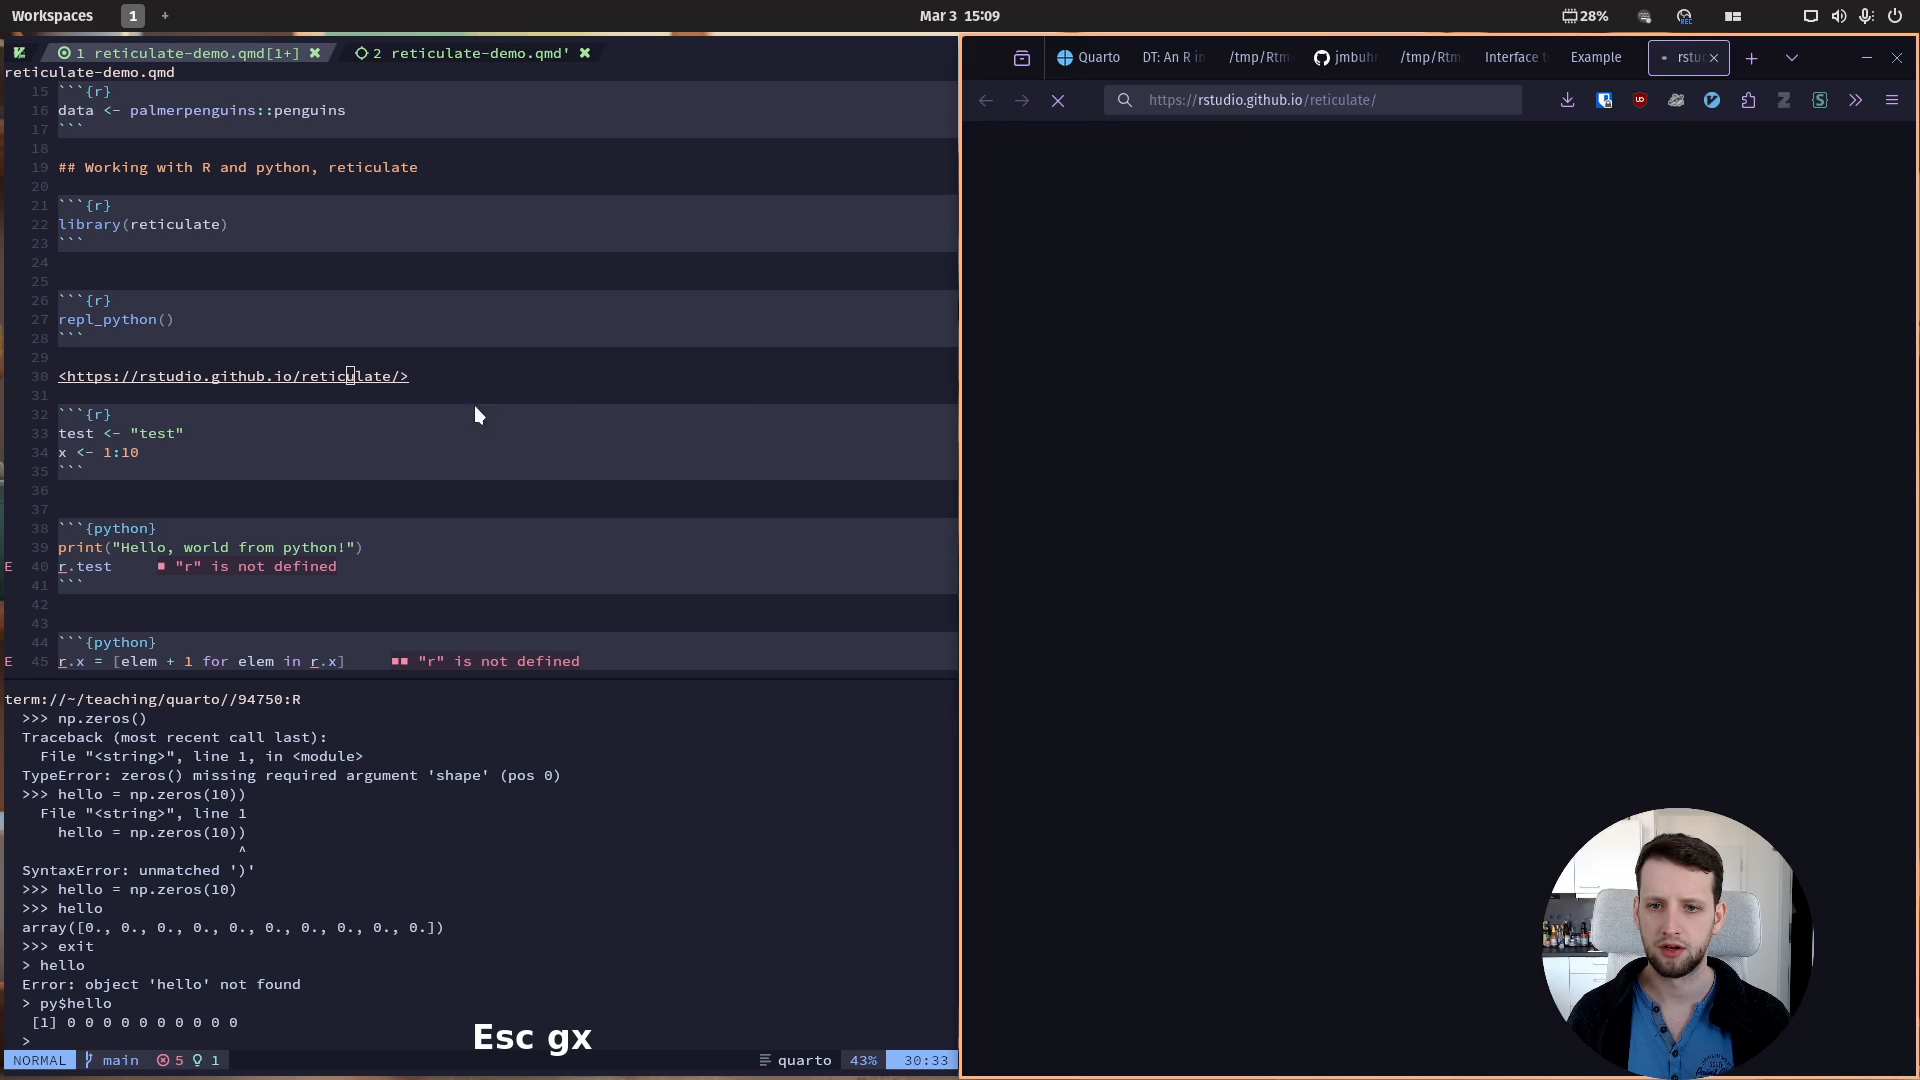 Workspaces 1 + Mar 3 15:09 28% REC
1 reticulate-demo.qmd[1+] ✖ 2 reticulate-demo.qmd' ✖
reticulate-demo.qmd
15 ```{r}
16 data <- palmerpenguins::penguins
17 ```
18
19 ## Working with R and python, reticulate
20
21 ```{r}
22 library(reticulate)
23 ```
24
25
26 ```{r}
27 repl_python()
28 ```
29
30 <https://rstudio.github.io/reticulate/>
31
32 ```{r}
33 test <- "test"
34 x <- 1:10
35 ```
36
37
38 ```{python}
39 print("Hello, world from python!")
E 40 r.test ■ "r" is not defined
41 ```
42
43
44 ```{python}
E 45 r.x = [elem + 1 for elem in r.x] ■■ "r" is not defined
term://~/teaching/quarto//94750:R
>>> np.zeros()
Traceback (most recent call last):
File "<string>", line 1, in <module>
TypeError: zeros() missing required argument 'shape' (pos 0)
>>> hello = np.zeros(10))
File "<string>", line 1
hello = np.zeros(10))
^
SyntaxError: unmatched ')'
>>> hello = np.zeros(10)
>>> hello
array([0., 0., 0., 0., 0., 0., 0., 0., 0., 0.])
>>> exit
> hello
Error: object 'hello' not found
> py$hello
[1] 0 0 0 0 0 0 0 0 0 0
>
NORMAL main 5 1 quarto 43% 30:33
Esc gx
Quarto DT: An R in /tmp/Rtm jmbuhr /tmp/Rtm Interface t Example rstu
https://rstudio.github.io/reticulate/